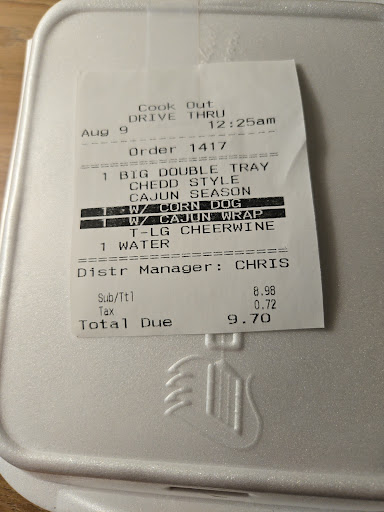 Cook Out
DRIVE THRU
Aug 9 12:25am
Order 1417
1 BIG DOUBLE TRAY
CHEDD STYLE
CAJUN SEASON
1 W/ CORN DOG
1 W/ CAJUN WRAP
T-LG CHEERWINE
1 WATER
Distr Manager: CHRIS
Sub/Ttl 8.98
Tax 0.72
Total Due 9.70